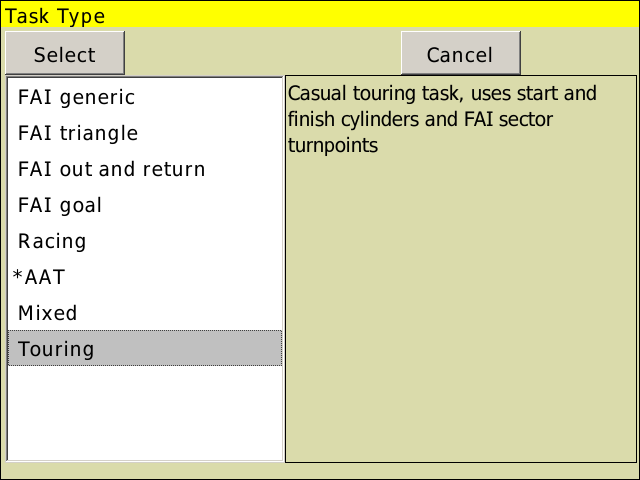 Task Type
Select
Cancel
FAI generic
FAI triangle
FAI out and return
FAI goal
Racing
*AAT
Mixed
Touring
Casual touring task, uses start and
finish cylinders and FAI sector
turnpoints